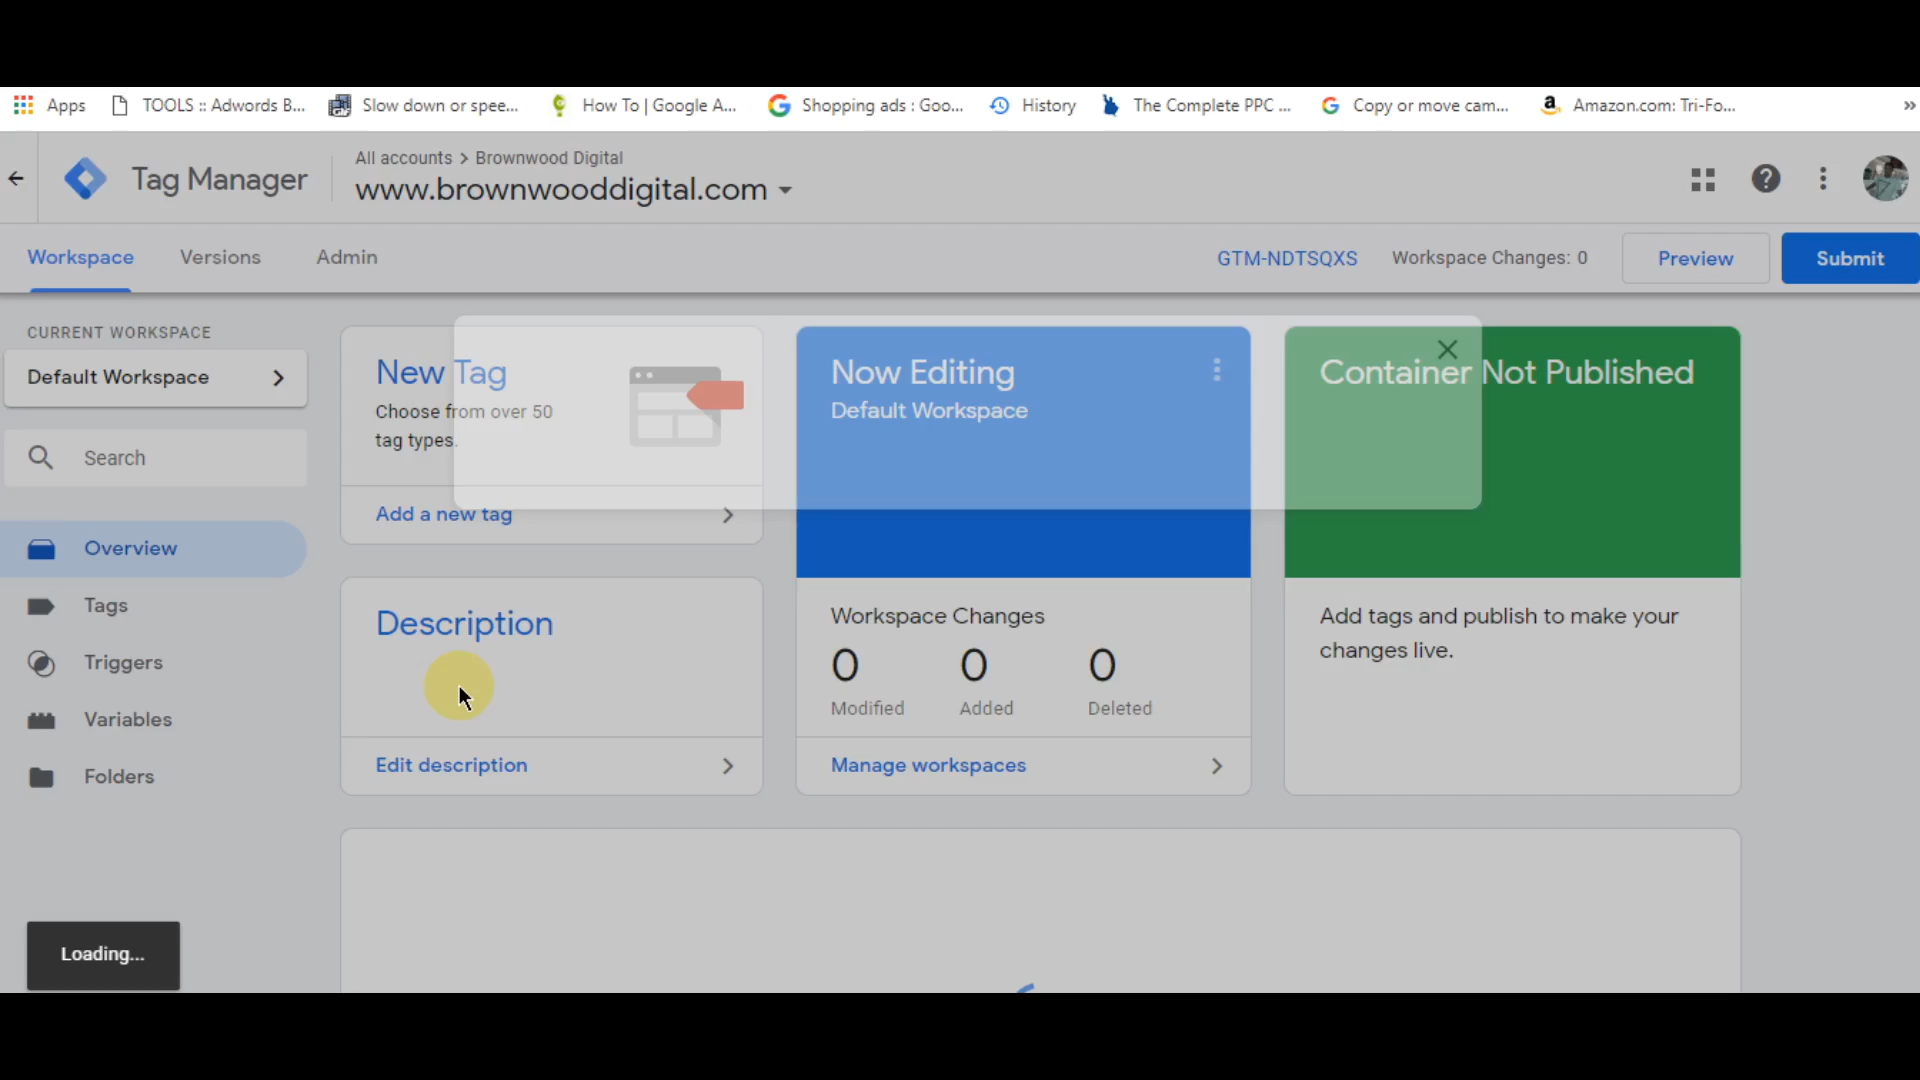 Apps TOOLS :: Adwords B... Slow down or spee... How To | Google A... Shopping ads : Goo... History The Complete PPC ... Copy or move cam... Amazon.com: Tri-Fo... »
All accounts > Brownwood Digital
Tag Manager
www.brownwooddigital.com
Workspace Versions Admin GTM-NDTSQXS Workspace Changes: 0 Preview Submit
CURRENT WORKSPACE
Default Workspace
Search
Overview
Tags
Triggers
Variables
Folders
Loading...
New Tag
Choose from over 50
tag types.
Add a new tag
Description
Edit description
Now Editing
Default Workspace
Workspace Changes
0 0 0
Modified Added Deleted
Manage workspaces
Container Not Published
Add tags and publish to make your
changes live.